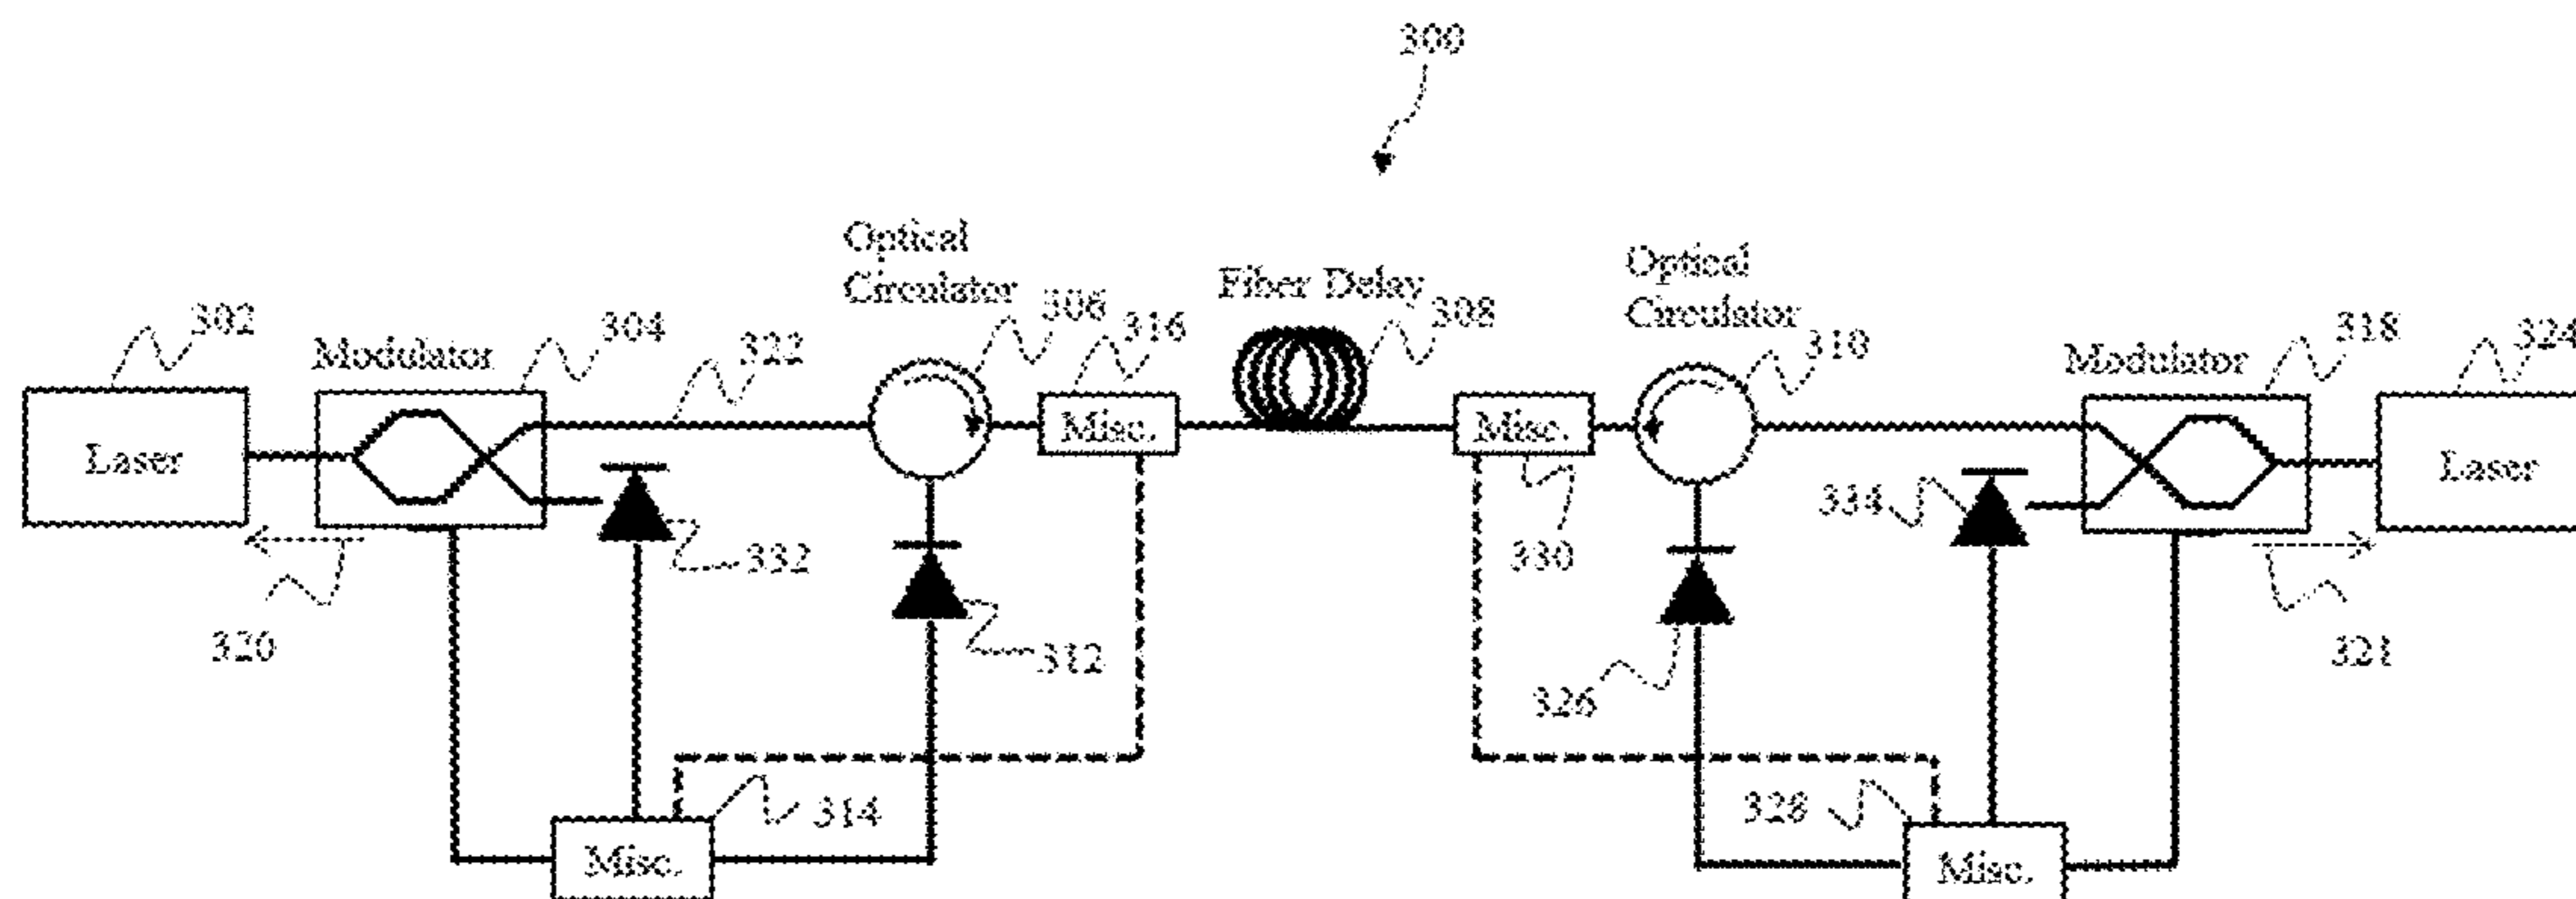 300
Optical
Circulator
Fiber Delay
Optical
Circulator
302
Modulator
304
322
306
316
308
310
Modulator
318
324
Laser
Misc.
Misc.
Laser
320
332
312
330
334
326
321
314
328
Misc.
Misc.